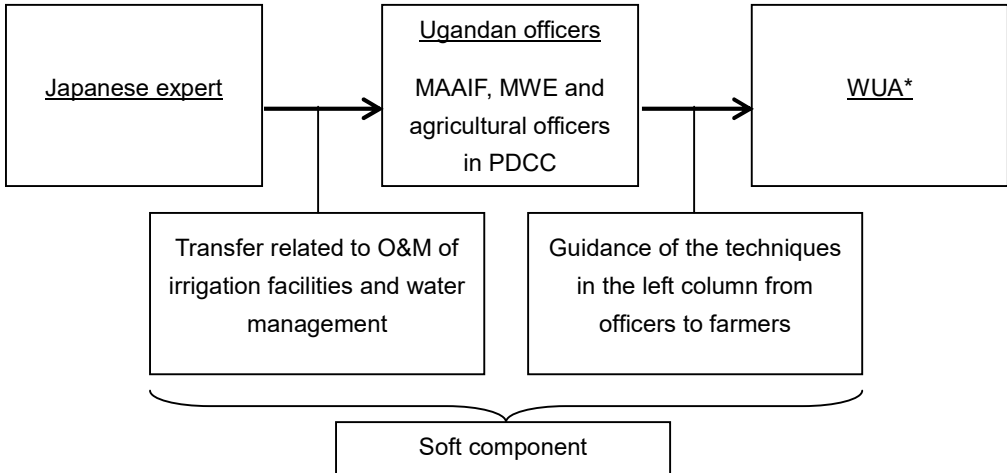 Japanese expert
Ugandan officers
MAAIF, MWE and
agricultural officers
in PDCC
WUA*
Transfer related to O&M of
irrigation facilities and water
management
Guidance of the techniques
in the left column from
officers to farmers
Soft component